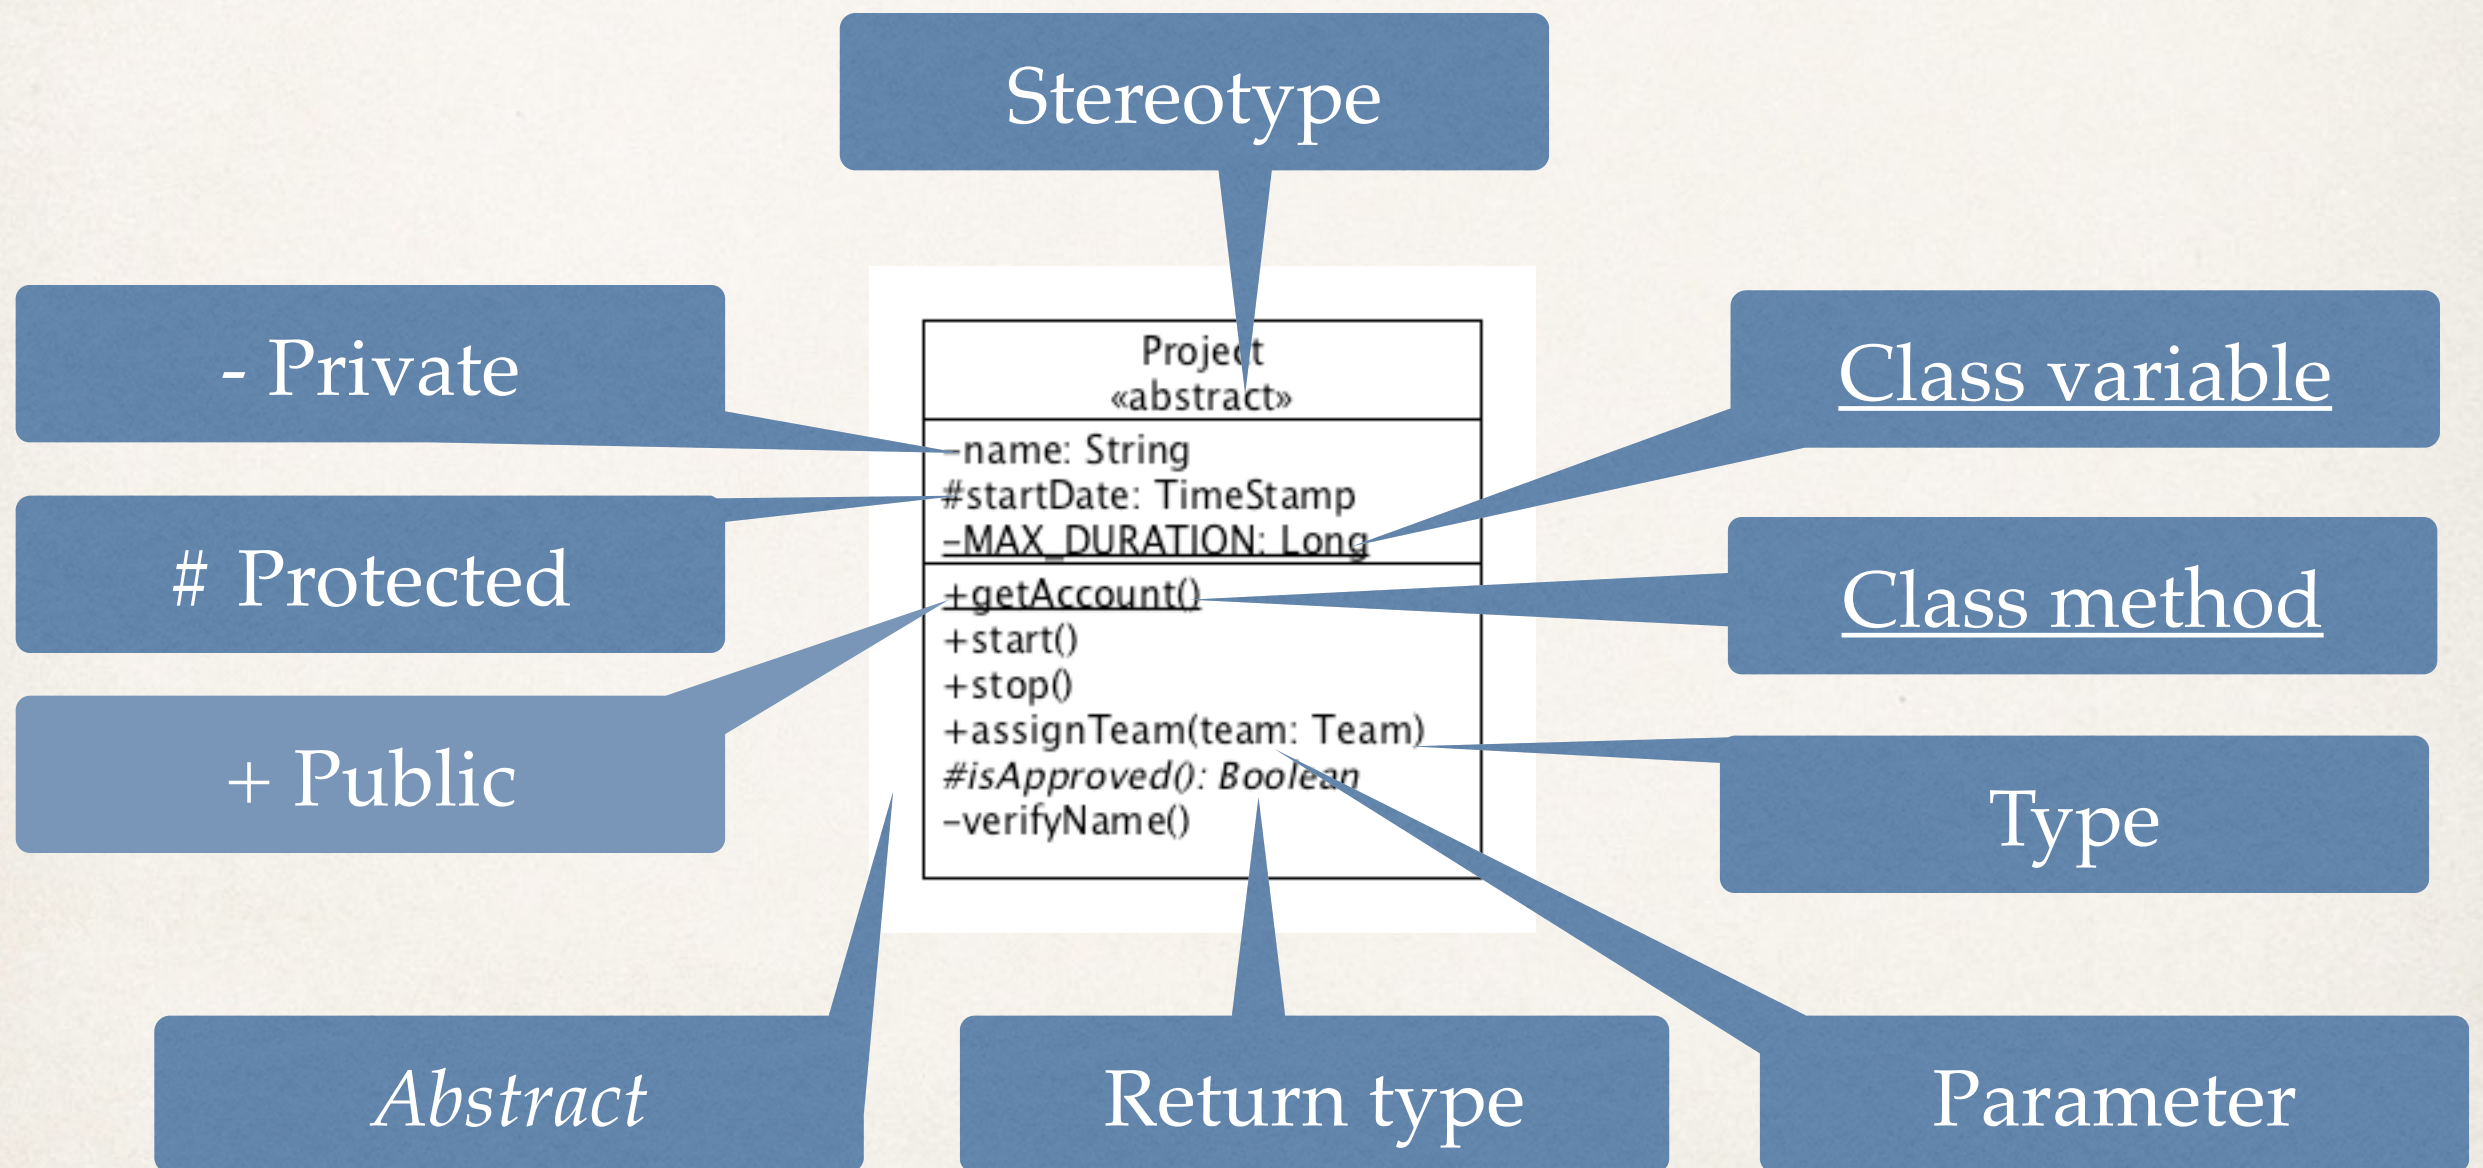 Stereotype
- Private
# Protected
+ Public
Project
«abstract»
-name: String
#startDate: TimeStamp
-MAX_DURATION: Long
+getAccount()
+start()
+stop()
+assignTeam(team: Team)
#isApproved(): Boolean
-verifyName()
Class variable
Class method
Type
Abstract
Return type
Parameter